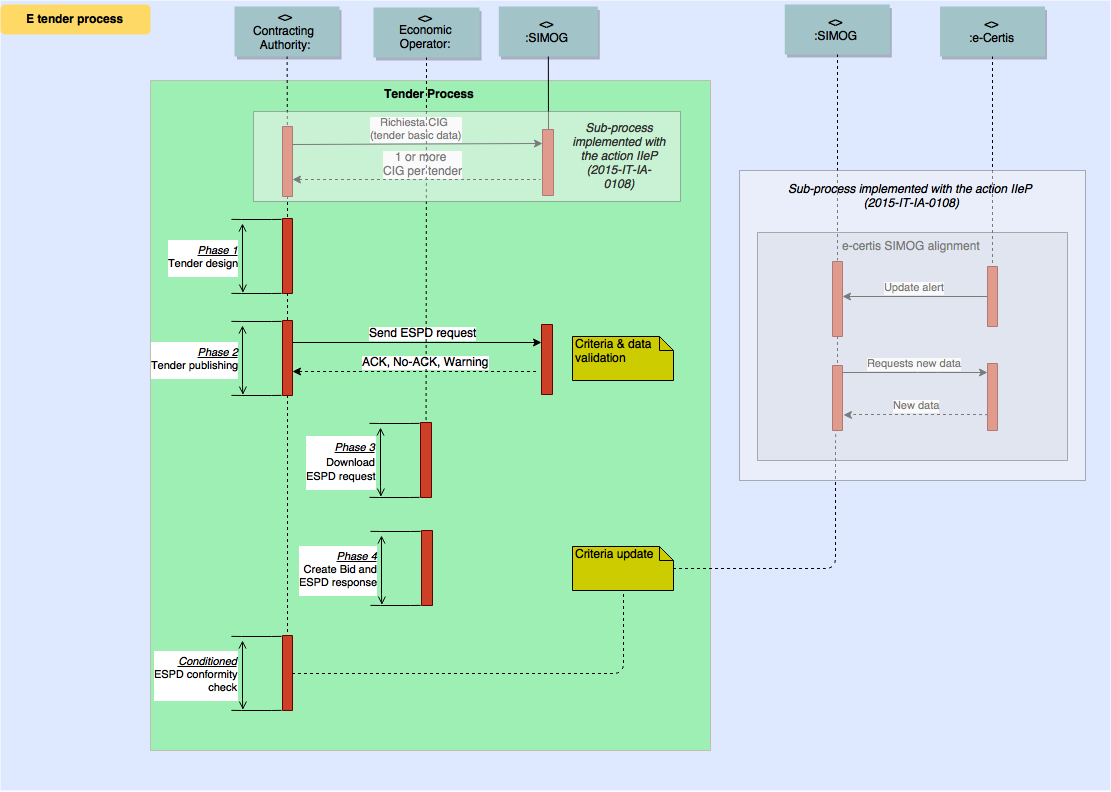 E tender process
<>
Contracting
Authority:
<>
Economic
Operator:
<>
:SIMOG
<>
:SIMOG
<>
:e-Certis
Tender Process
Richiesta CIG
(tender basic data)
1 or more
CIG per tender
Sub-process
implemented with
the action IIeP
(2015-IT-IA-
0108)
Phase 1
Tender design
Phase 2
Tender publishing
Send ESPD request
ACK, No-ACK, Warning
Criteria & data
validation
Phase 3
Download
ESPD request
Phase 4
Create Bid and
ESPD response
Criteria update
Conditioned
ESPD conformity
check
Sub-process implemented with the action IIeP
(2015-IT-IA-0108)
e-certis SIMOG alignment
Update alert
Requests new data
New data